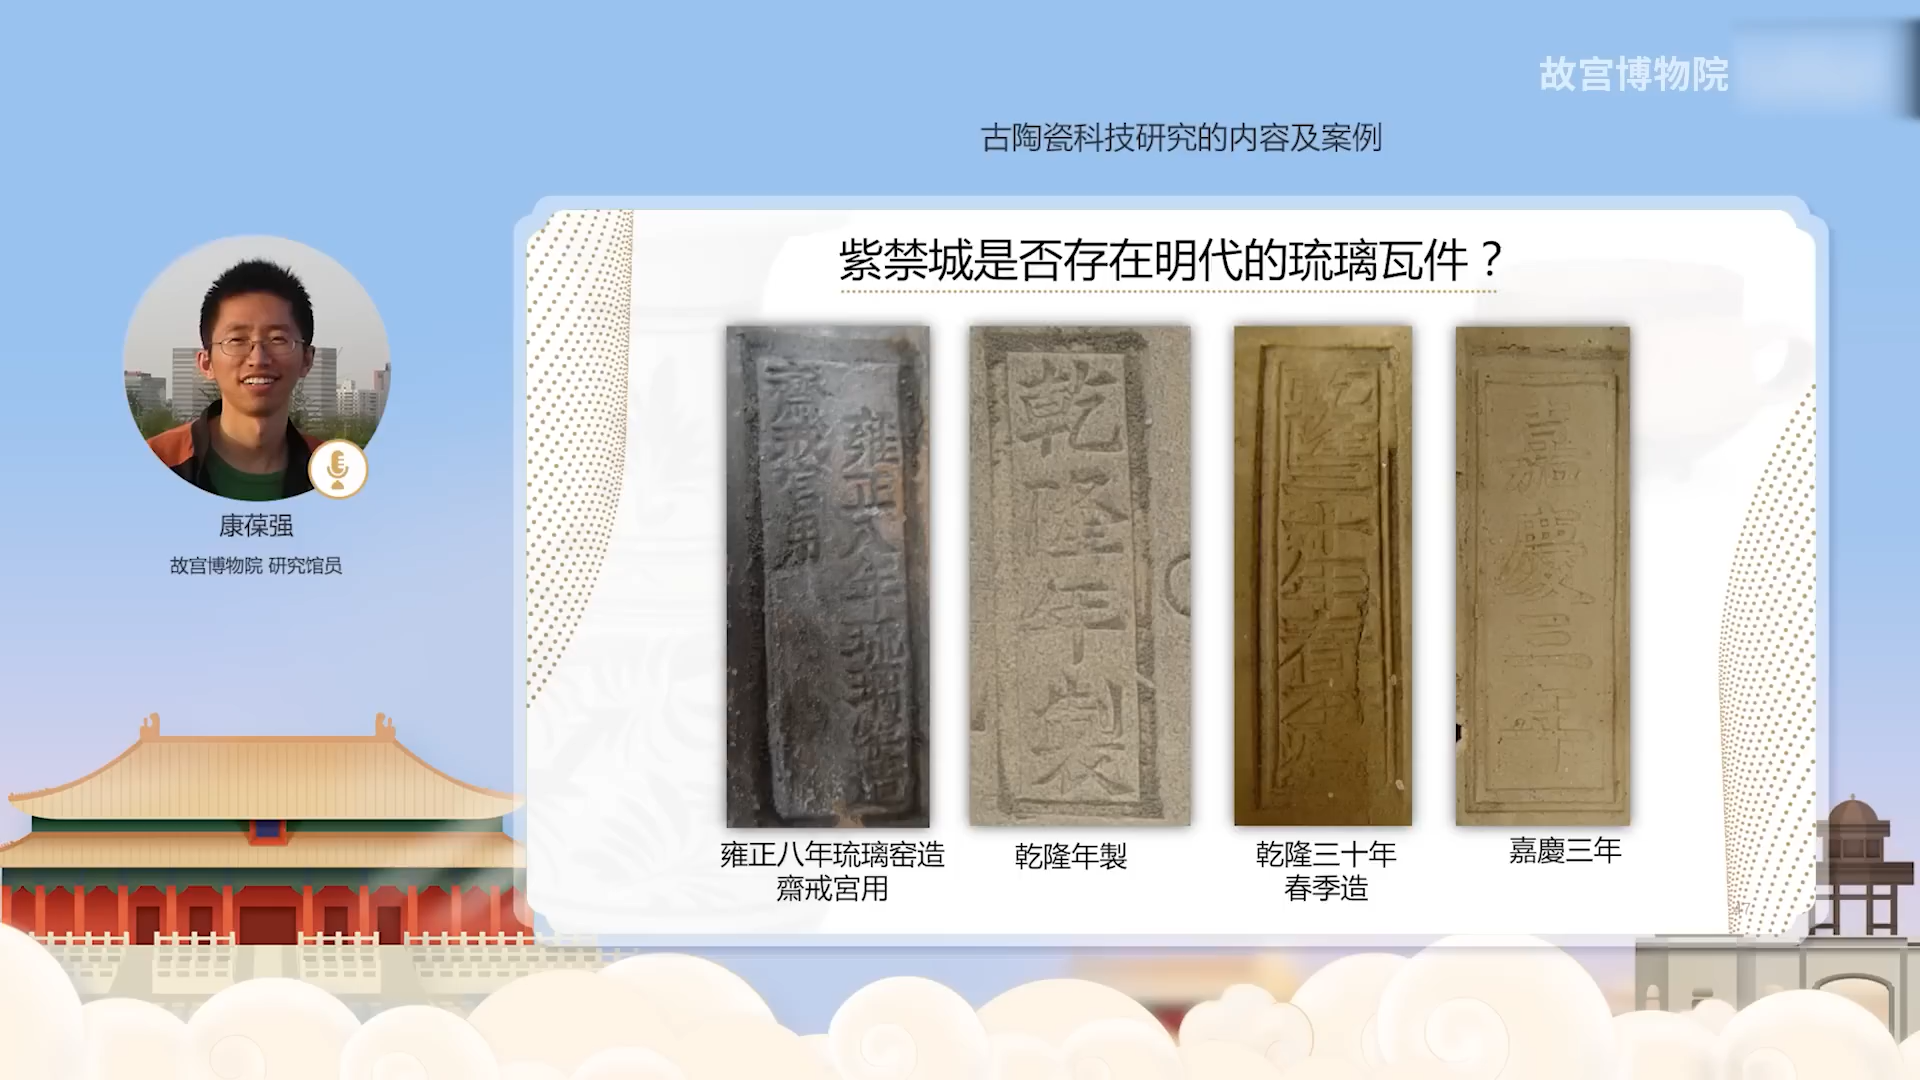 故宫博物院
古陶瓷科技研究的内容及案例
紫禁城是否存在明代的琉璃瓦件？
康葆强
故宫博物院 研究馆员
雍正八年琉璃窑造
齋戒宮用
乾隆年製
乾隆三十年春季造
嘉慶三年
雍正八年琉璃窑造
齋戒宮用
乾隆年製
乾隆三十年
春季造
嘉慶三年
47